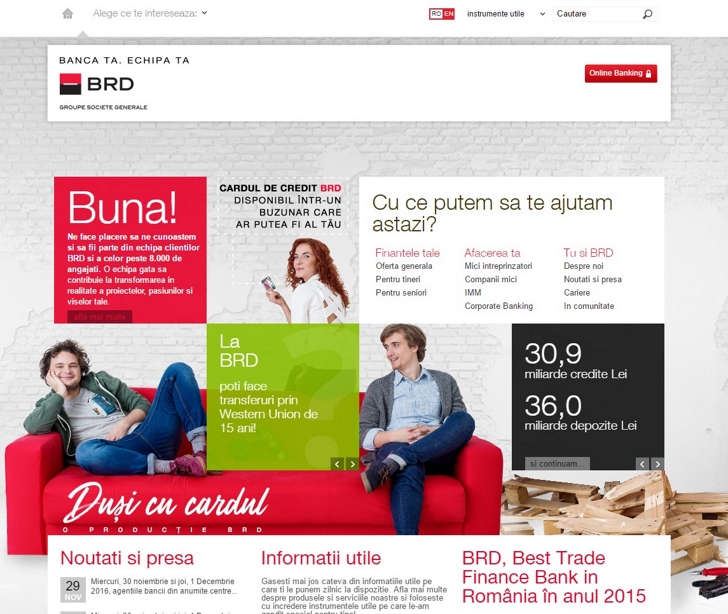 Alege ce te intereseaza:
RO EN
instrumente utile
Cautare
BANCA TA. ECHIPA TA
BRD
GROUPE SOCIETE GENERALE
Online Banking
Buna!
Ne face placere sa ne cunoastem
si sa fii parte din echipa clientilor
BRD si a celor peste 8.000 de
angajati. O echipa gata sa
contribuie la transformarea in
realitate a proiectelor, pasiunilor si
viselor tale.
afla mai multe
CARDUL DE CREDIT BRD
DISPONIBIL ÎNTR-UN
BUZUNAR CARE
AR PUTEA FI AL TĂU
Cu ce putem sa te ajutam
astazi?
Finantele tale
Oferta generala
Pentru tineri
Pentru seniori
Afacerea ta
Mici intreprinzatori
Companii mici
IMM
Corporate Banking
Tu si BRD
Despre noi
Noutati si presa
Cariere
In comunitate
La
BRD
poti face
transferuri prin
Western Union de
15 ani!
30,9
miliarde credite Lei
36,0
miliarde depozite Lei
si continuam...
Duși cu cardul
O PRODUCȚIE BRD
Noutati si presa
29
NOV
Miercuri, 30 noiembrie si joi, 1 Decembrie
2016, agentiile bancii din anumite centre...
Informatii utile
Gasesti mai jos cateva din informatiile utile pe
care ti le punem zilnic la dispozitie. Afla mai multe
despre produsele si serviciile noastre si foloseste
cu incredere instrumentele utile pe care le-am
BRD, Best Trade
Finance Bank in
România în anul 2015